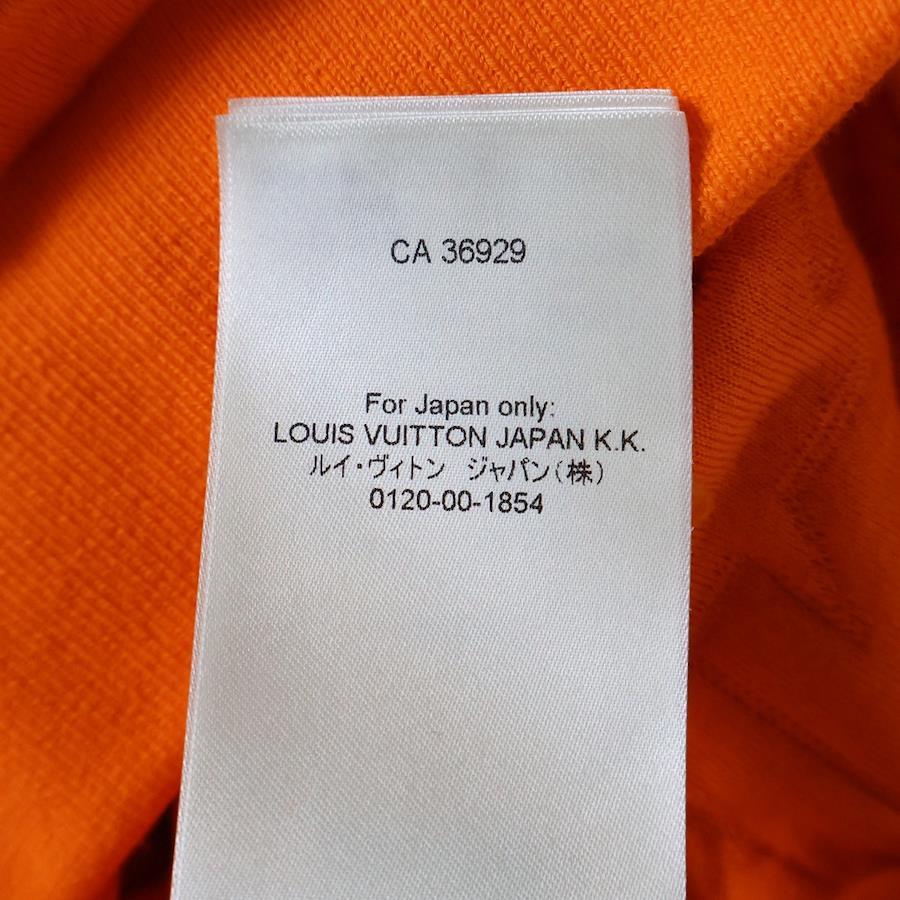 CA 36929
For Japan only:
LOUIS VUITTON JAPAN K.K.
ルイ・ヴィトン　ジャパン(株)
0120-00-1854